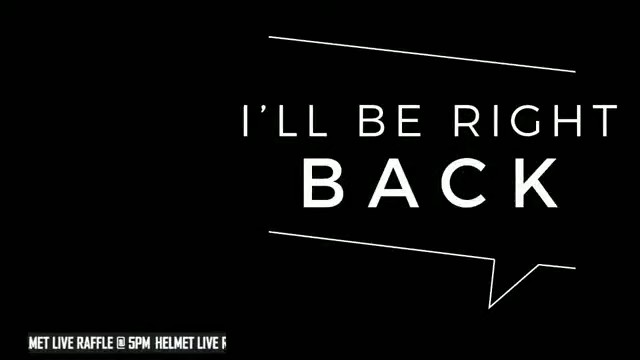 I'LL BE RIGHT
BACK
MET LIVE RAFFLE @ 5PM HELMET LIVE